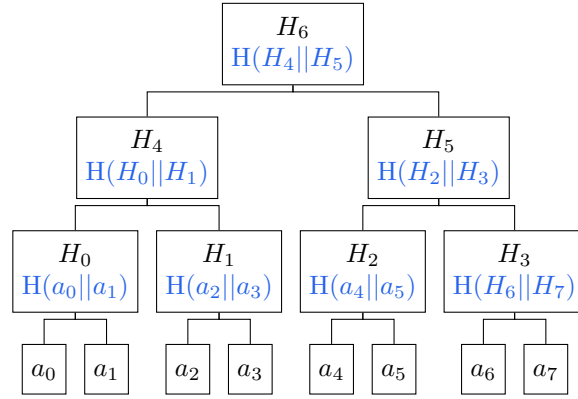 H₆
H(H₄||H₅)
H₄
H(H₀||H₁)
H₅
H(H₂||H₃)
H₀
H(a₀||a₁)
H₁
H(a₂||a₃)
H₂
H(a₄||a₅)
H₃
H(H₆||H₇)
a₀
a₁
a₂
a₃
a₄
a₅
a₆
a₇